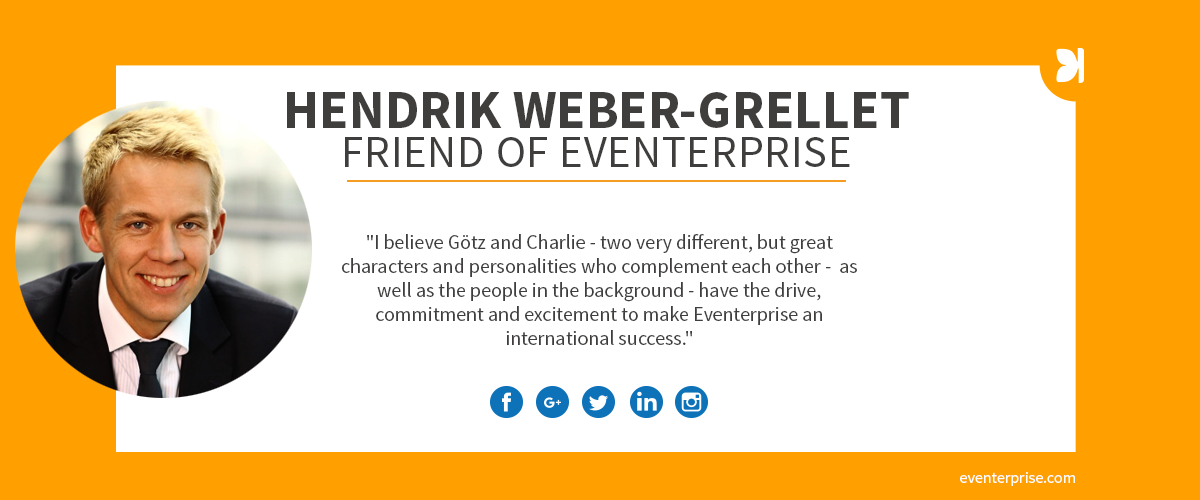 HENDRIK WEBER-GRELLET
FRIEND OF EVENTERPRISE
"I believe Götz and Charlie - two very different, but great
characters and personalities who complement each other - as
well as the people in the background - have the drive,
commitment and excitement to make Eventerprise an
international success."
f G+ in
eventerprise.com